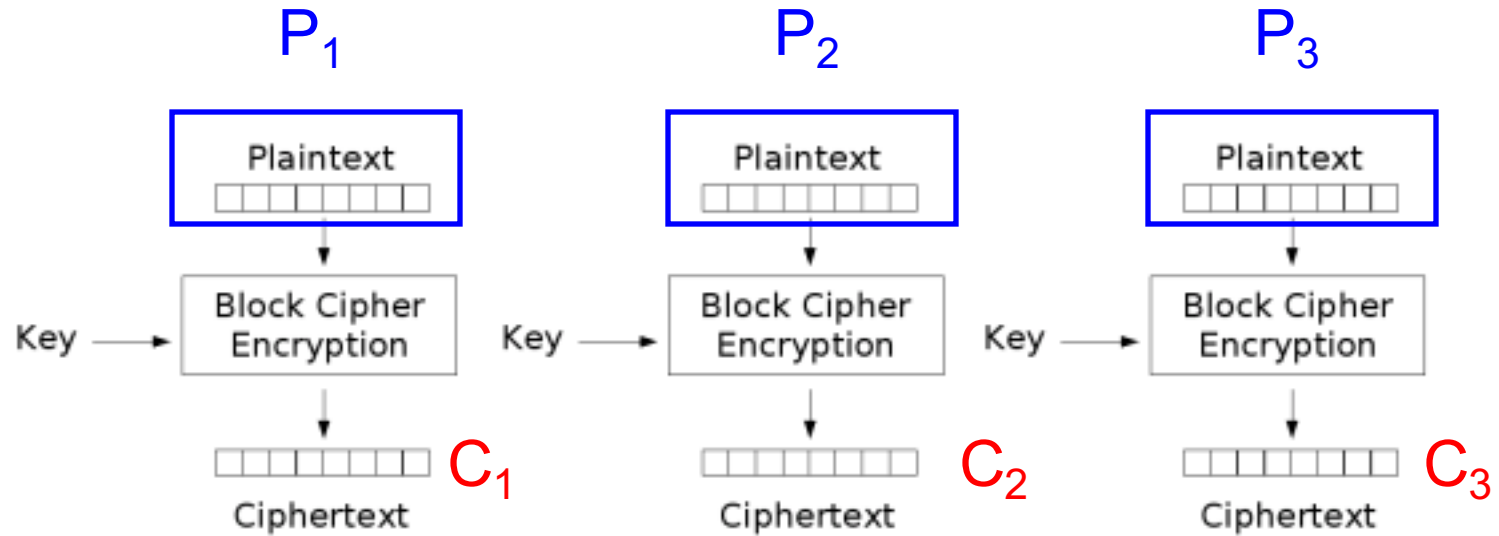 P₁ P₂ P₃
Plaintext Plaintext Plaintext
Block Cipher Block Cipher Block Cipher
Key Encryption Key Encryption Key Encryption
C₁ C₂ C₃
Ciphertext Ciphertext Ciphertext